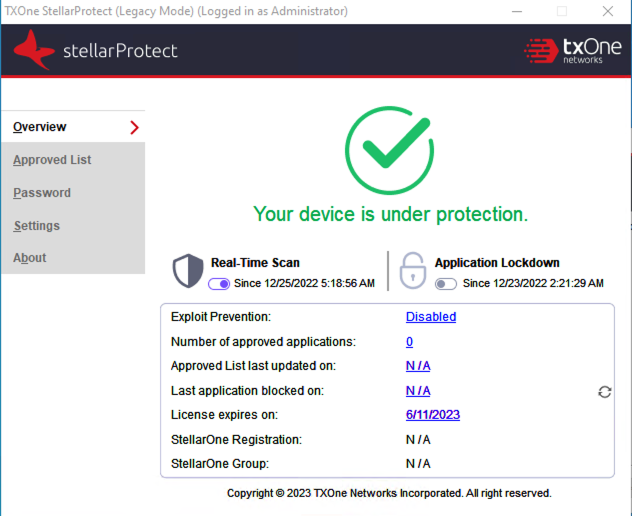 TXOne StellarProtect (Legacy Mode) (Logged in as Administrator)
stellarProtect
txOne
networks
Overview
Approved List
Password
Settings
About
Your device is under protection.
Real-Time Scan
Since 12/25/2022 5:18:56 AM
Application Lockdown
Since 12/23/2022 2:21:29 AM
Exploit Prevention: Disabled
Number of approved applications: 0
Approved List last updated on: N/A
Last application blocked on: N/A
License expires on: 6/11/2023
StellarOne Registration: N/A
StellarOne Group: N/A
Copyright © 2023 TXOne Networks Incorporated. All right reserved.